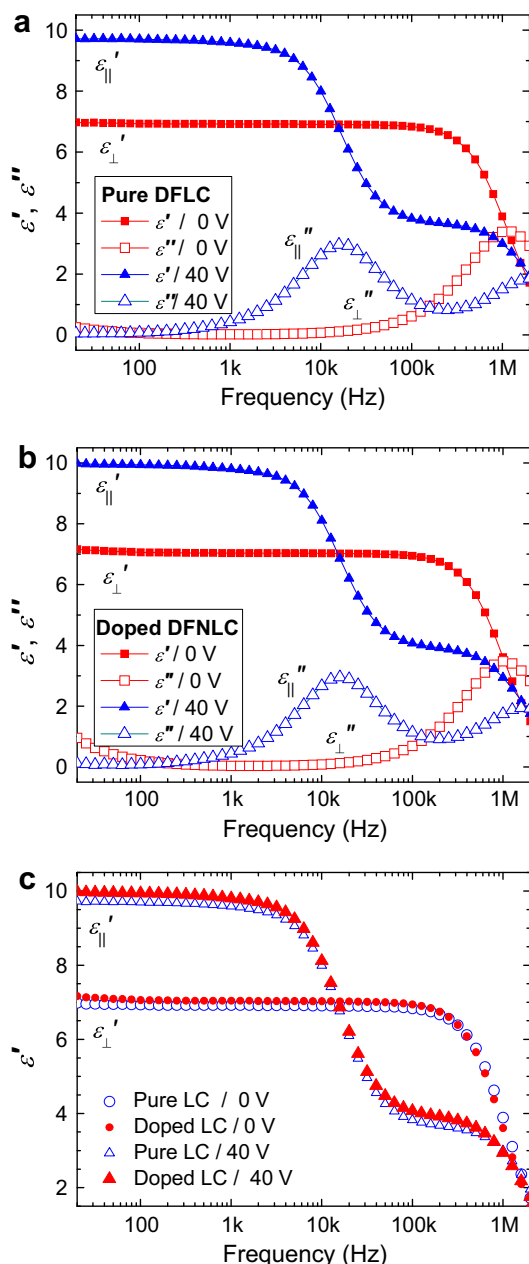 a
10
8
6
4
2
0
ε', ε"
ε∥'
ε⊥'
Pure DFLC
ε' / 0 V
ε" / 0 V
ε' / 40 V
ε" / 40 V
ε∥"
ε⊥"
100 1k 10k 100k 1M
Frequency (Hz)
b
10
8
6
4
2
0
ε', ε"
ε∥'
ε⊥'
Doped DFNLC
ε' / 0 V
ε" / 0 V
ε' / 40 V
ε" / 40 V
ε∥"
ε⊥"
100 1k 10k 100k 1M
Frequency (Hz)
c
10
8
6
4
2
ε'
ε∥'
ε⊥'
Pure LC / 0 V
Doped LC / 0 V
Pure LC / 40 V
Doped LC / 40 V
100 1k 10k 100k 1M
Frequency (Hz)